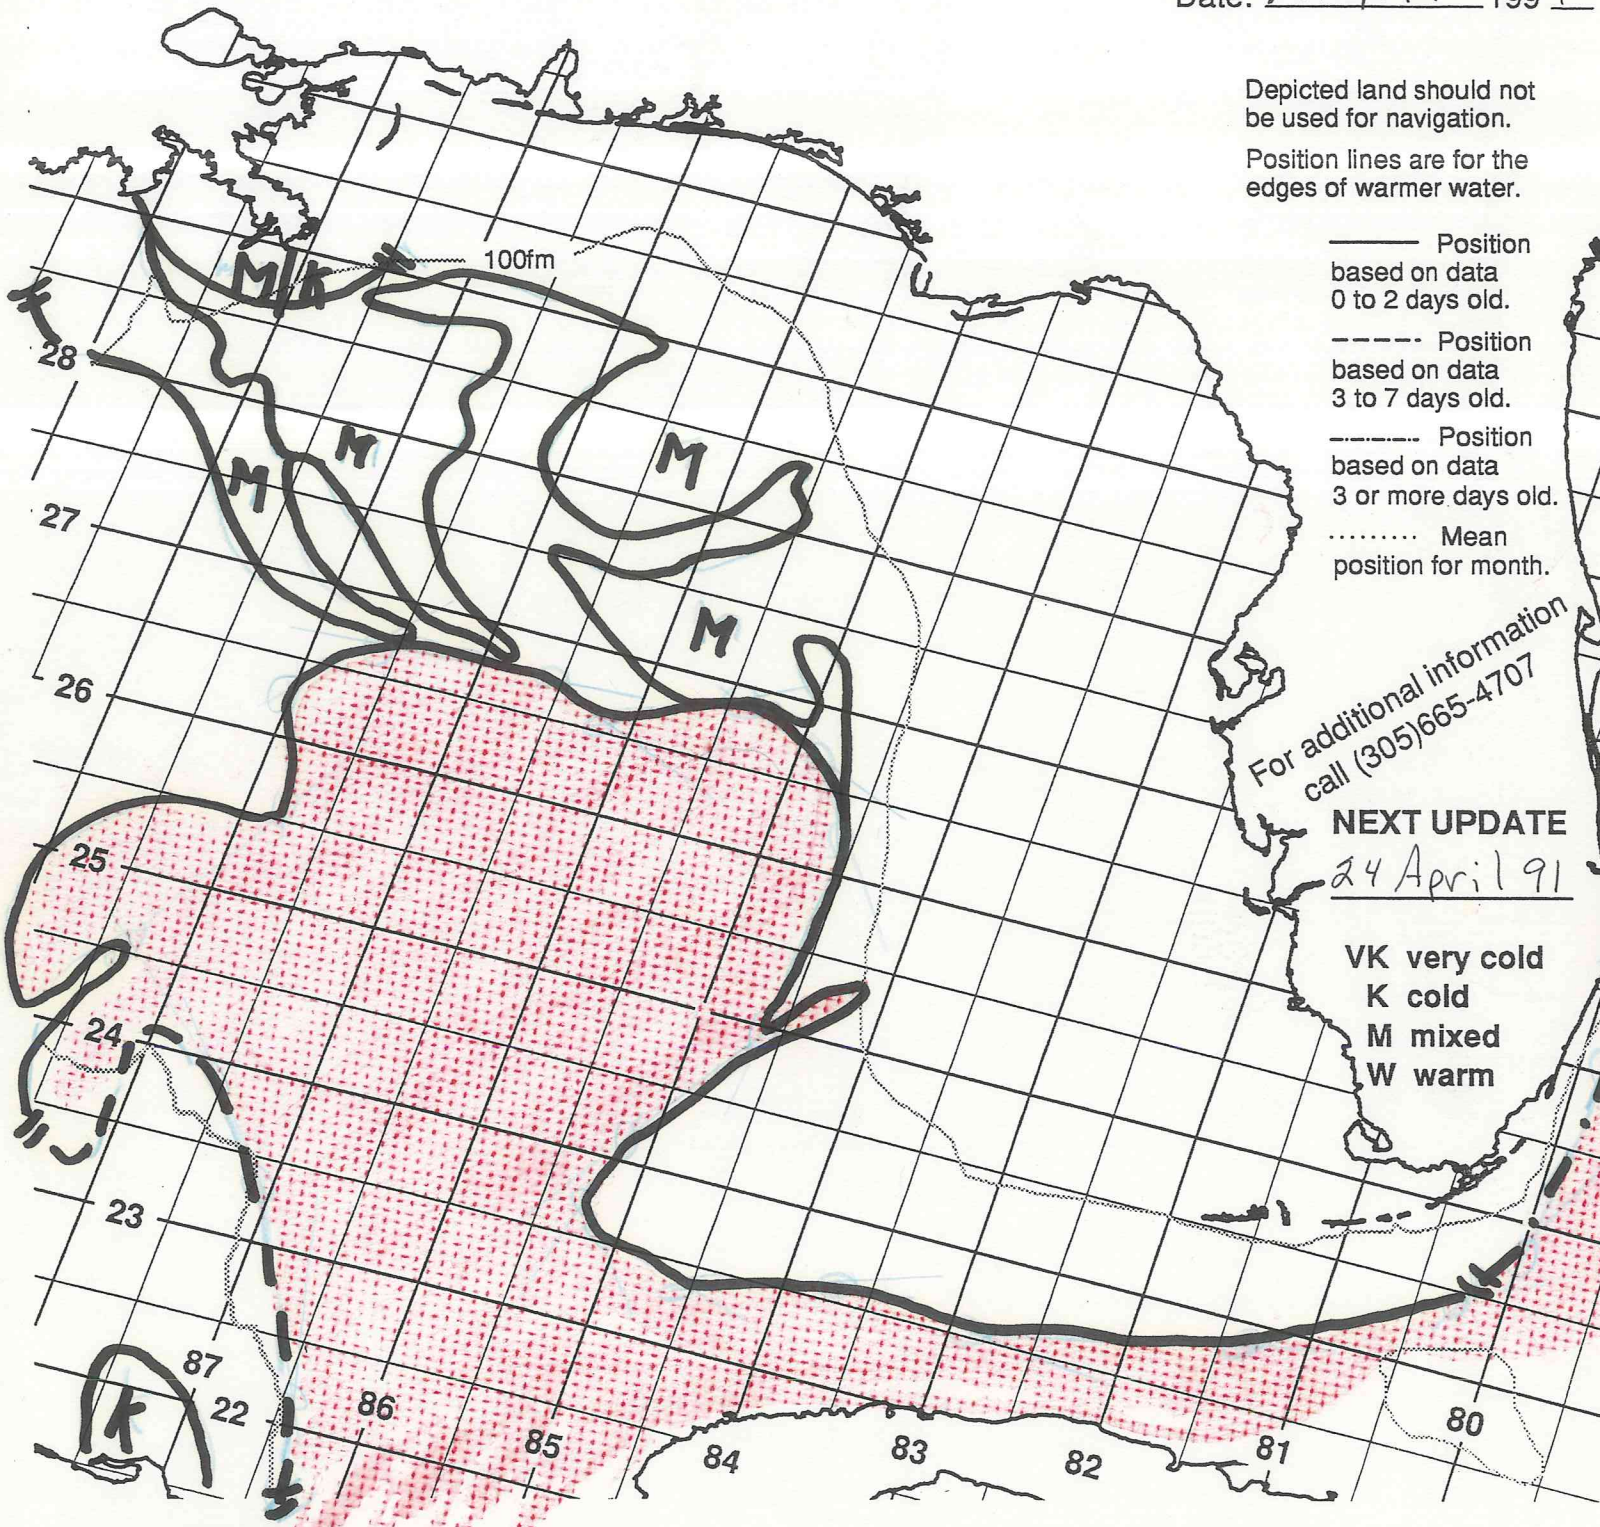 Date: 199
Depicted land should not
be used for navigation.
Position lines are for the
edges of warmer water.
Position
based on data
0 to 2 days old.
Position
based on data
3 to 7 days old.
Position
based on data
3 or more days old.
Mean
position for month.
For additional information
call (305)665-4707
NEXT UPDATE
24 April 91
VK very cold
K cold
M mixed
W warm
100fm
M/K
28
M
M
M
27
M
26
25
24
23
87
22
K
86
85
84
83
82
81
80